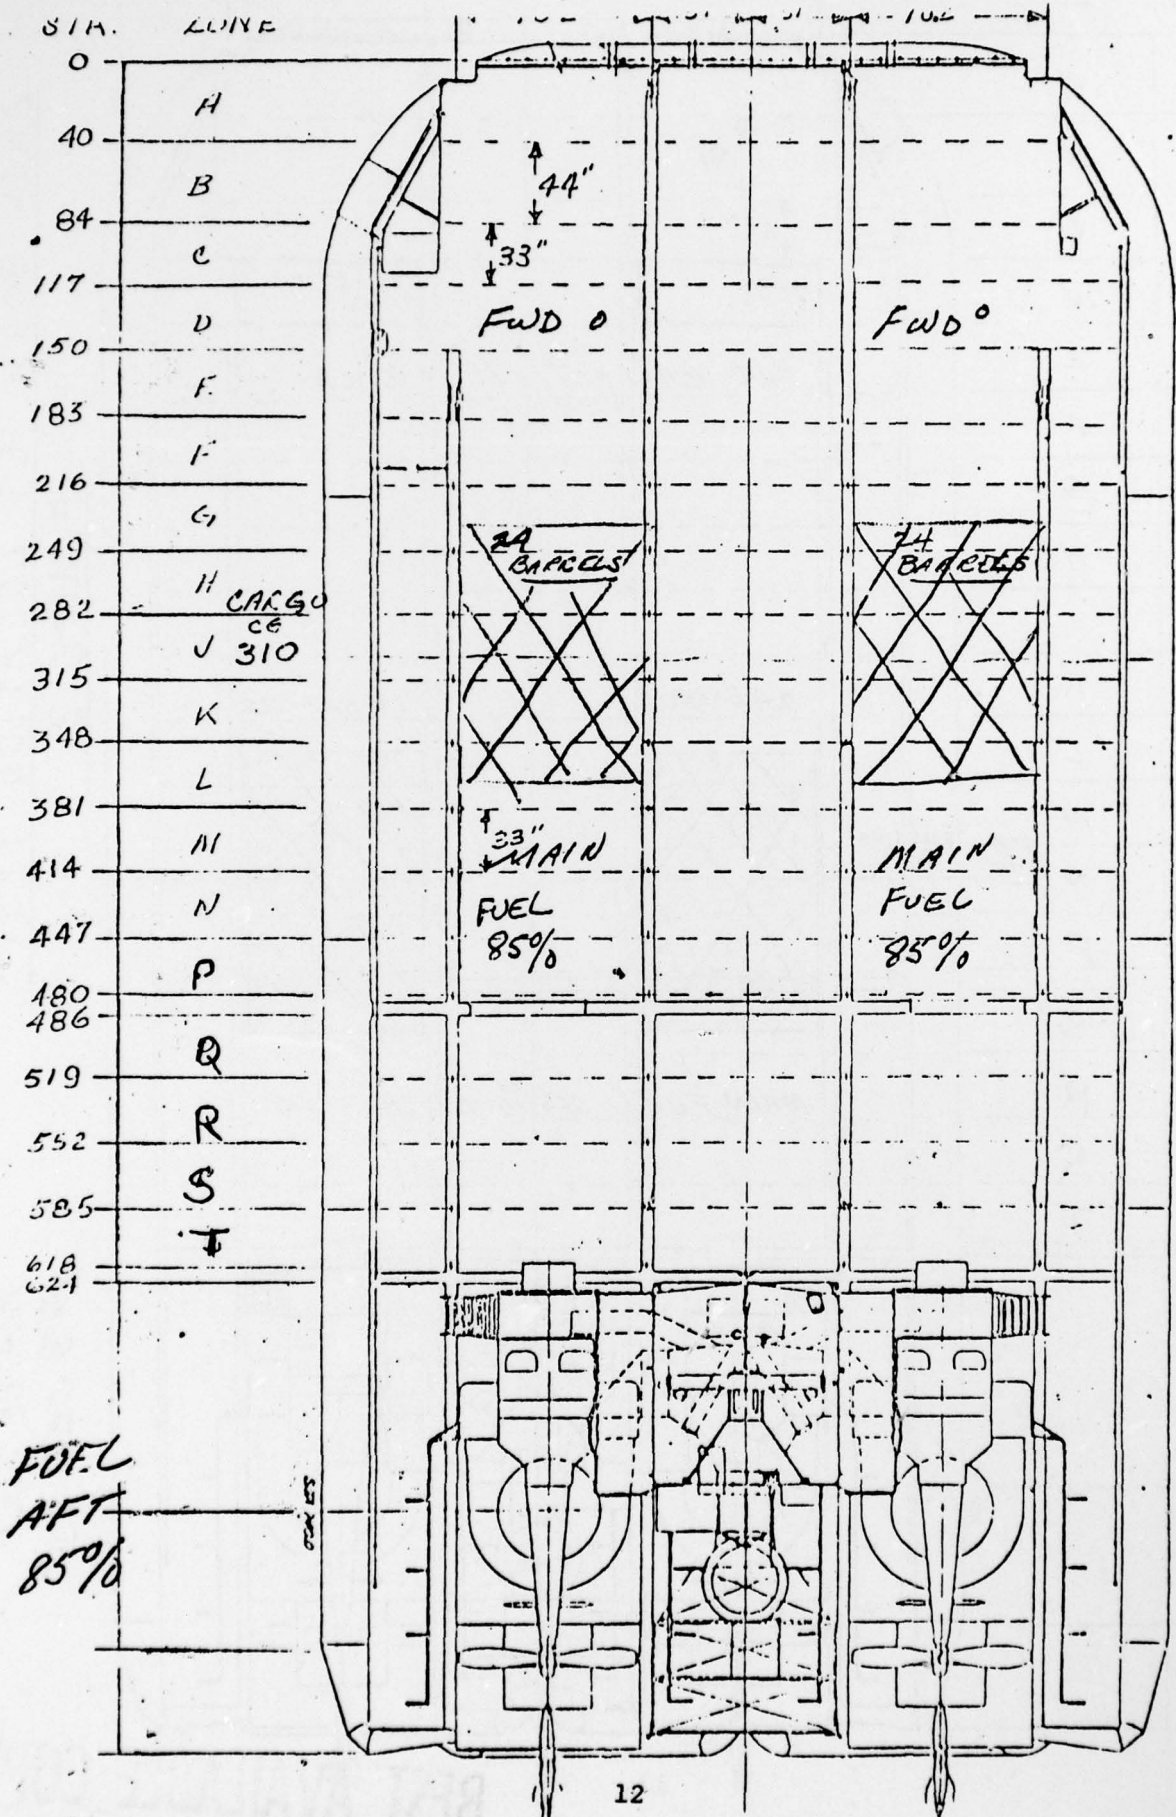 STA. ZONE
0
A
40
B
44"
84
C
33"
117
D
FWD 0
FWD 0
150
F.
183
F
216
G
249
24
BARRELS
24
BARRELS
H
CARGO
282
CG
J
310
315
K
348
L
381
M
33"
MAIN
MAIN
414
N
FUEL
FUEL
447
85%
85%
P
480
486
Q
519
R
552
S
585
T
618
621
FUEL
AFT
85%
12